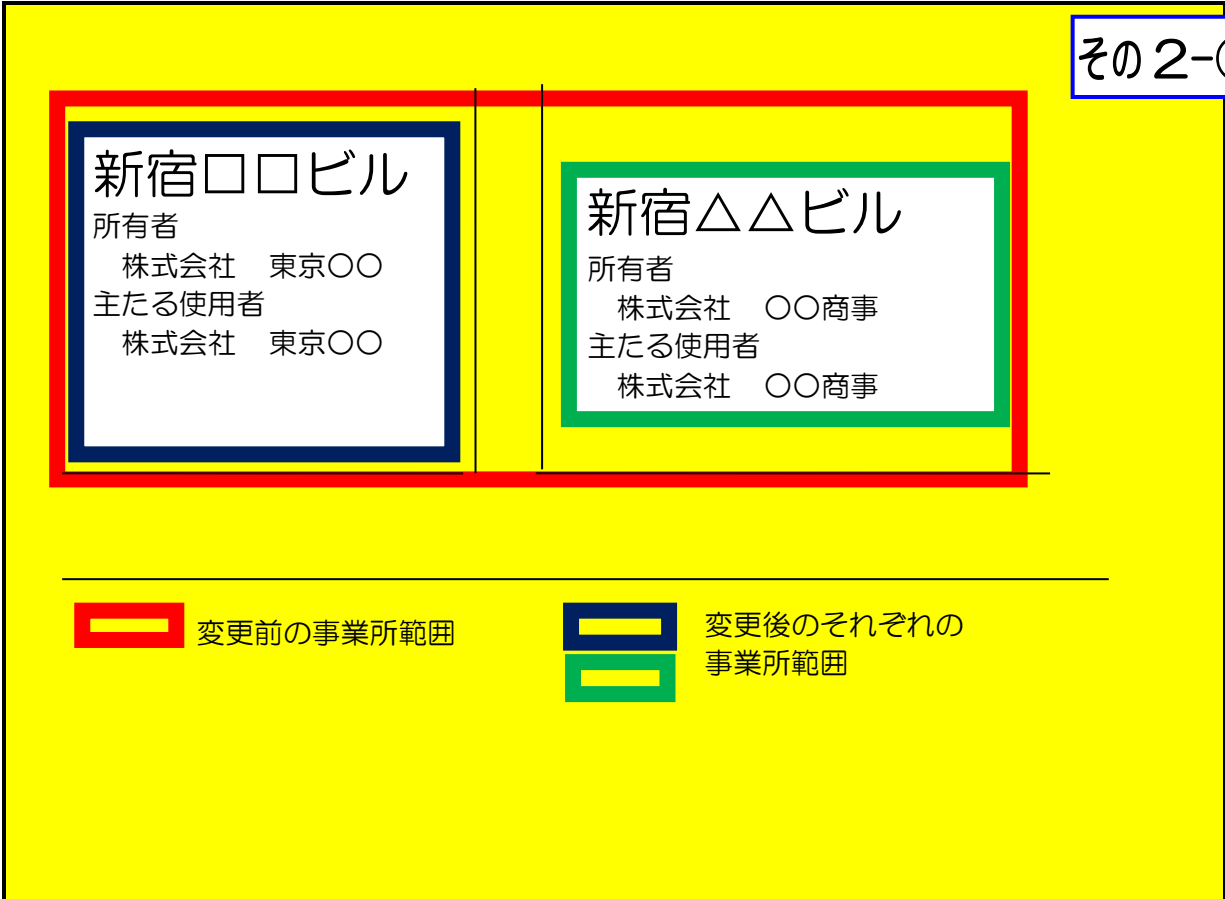 その２-
新宿□□ビル
所有者
株式会社　東京○○
主たる使用者
株式会社　東京○○
新宿△△ビル
所有者
株式会社　○○商事
主たる使用者
株式会社　○○商事
変更前の事業所範囲
変更後のそれぞれの
事業所範囲